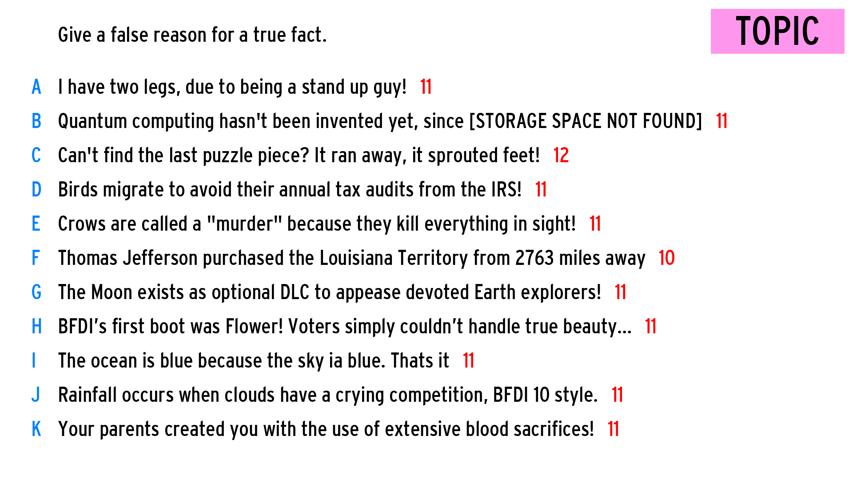 Give a false reason for a true fact.
TOPIC
A I have two legs, due to being a stand up guy! 11
B Quantum computing hasn't been invented yet, since [STORAGE SPACE NOT FOUND] 11
C Can't find the last puzzle piece? It ran away, it sprouted feet! 12
D Birds migrate to avoid their annual tax audits from the IRS! 11
E Crows are called a "murder" because they kill everything in sight! 11
F Thomas Jefferson purchased the Louisiana Territory from 2763 miles away 10
G The Moon exists as optional DLC to appease devoted Earth explorers! 11
H BFDI’s first boot was Flower! Voters simply couldn’t handle true beauty... 11
I The ocean is blue because the sky ia blue. Thats it 11
J Rainfall occurs when clouds have a crying competition, BFDI 10 style. 11
K Your parents created you with the use of extensive blood sacrifices! 11